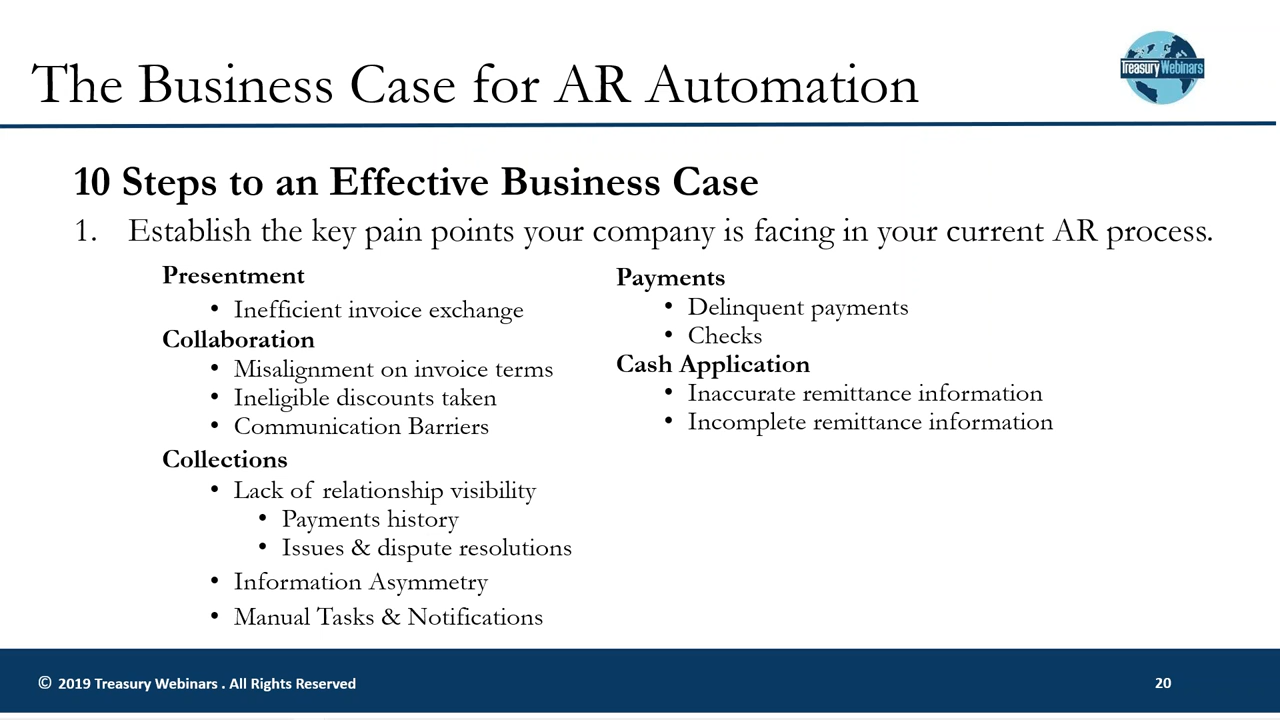 The Business Case for AR Automation
Treasury Webinars
10 Steps to an Effective Business Case
1. Establish the key pain points your company is facing in your current AR process.
Presentment
• Inefficient invoice exchange
Collaboration
• Misalignment on invoice terms
• Ineligible discounts taken
• Communication Barriers
Collections
• Lack of relationship visibility
• Payments history
• Issues & dispute resolutions
• Information Asymmetry
• Manual Tasks & Notifications
Payments
• Delinquent payments
• Checks
Cash Application
• Inaccurate remittance information
• Incomplete remittance information
© 2019 Treasury Webinars . All Rights Reserved
20